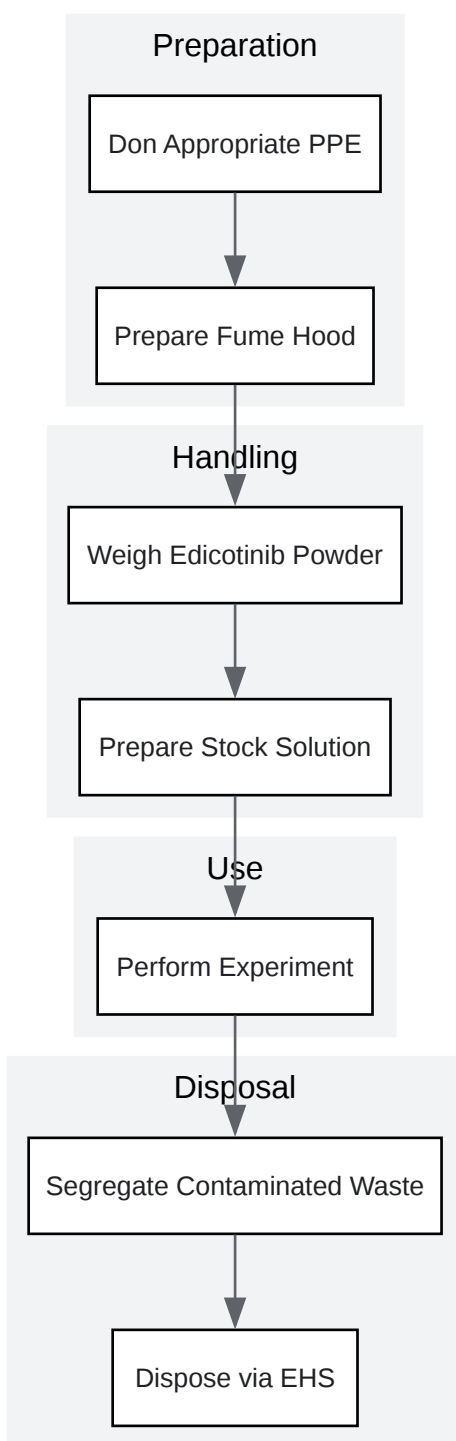 Preparation
Don Appropriate PPE
Prepare Fume Hood
Handling
Weigh Edicotinib Powder
Prepare Stock Solution
Use
Perform Experiment
Disposal
Segregate Contaminated Waste
Dispose via EHS